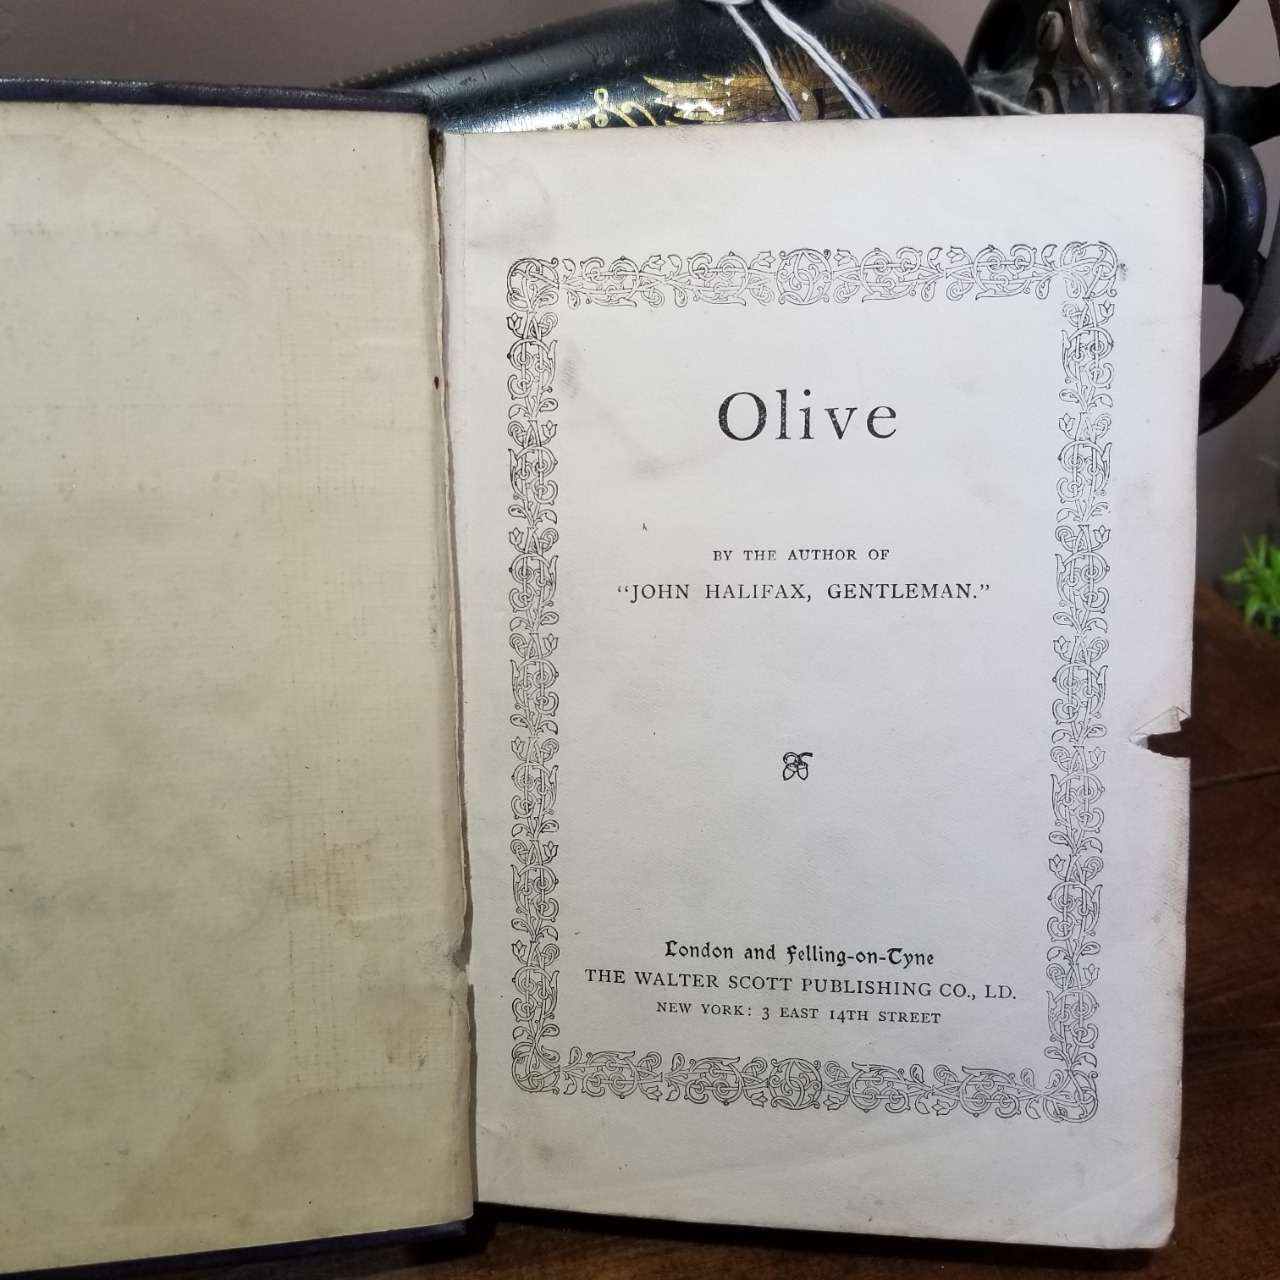 Olive
BY THE AUTHOR OF
“JOHN HALIFAX, GENTLEMAN.”
London and Felling-on-Tyne
THE WALTER SCOTT PUBLISHING CO., LD.
NEW YORK: 3 EAST 14TH STREET